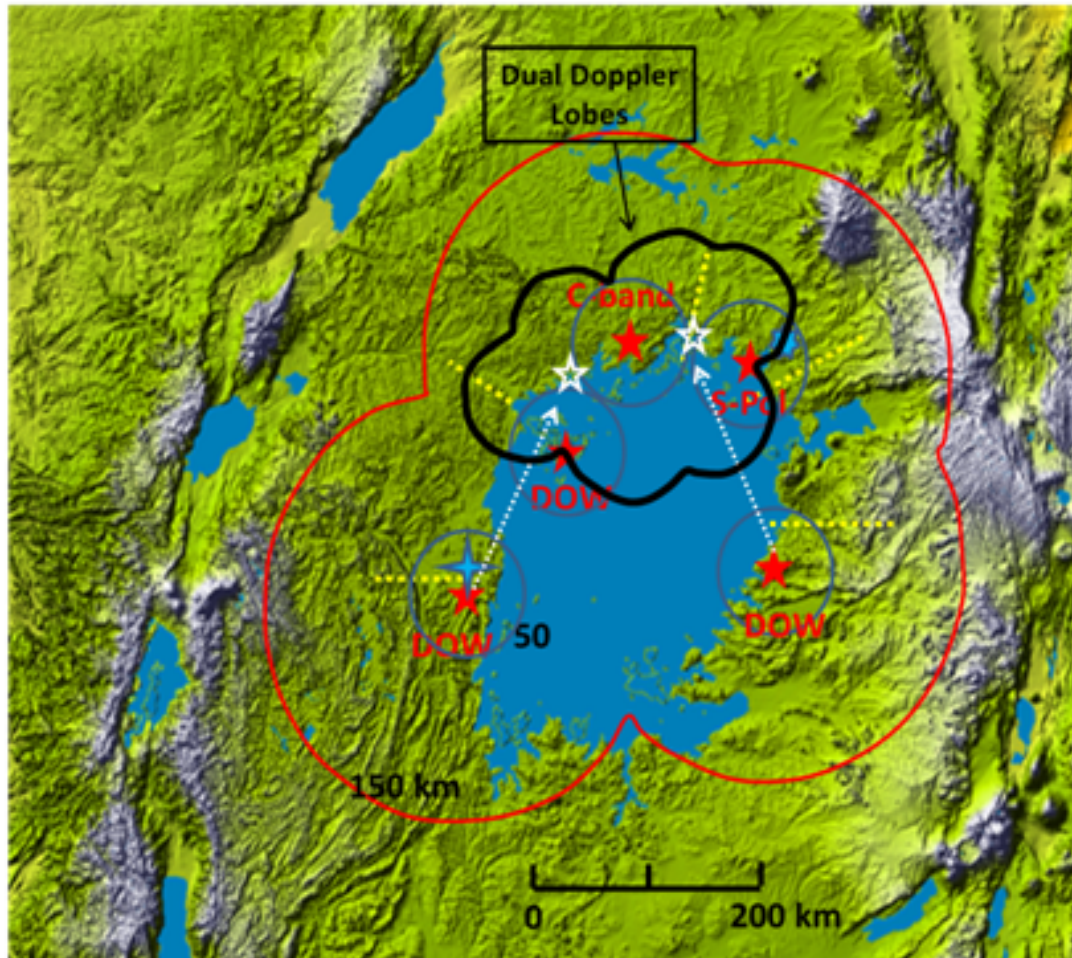 Dual Doppler
Lobes
C-band
S-Pol
DOW
DOW
50
DOW
150 km
0
200 km